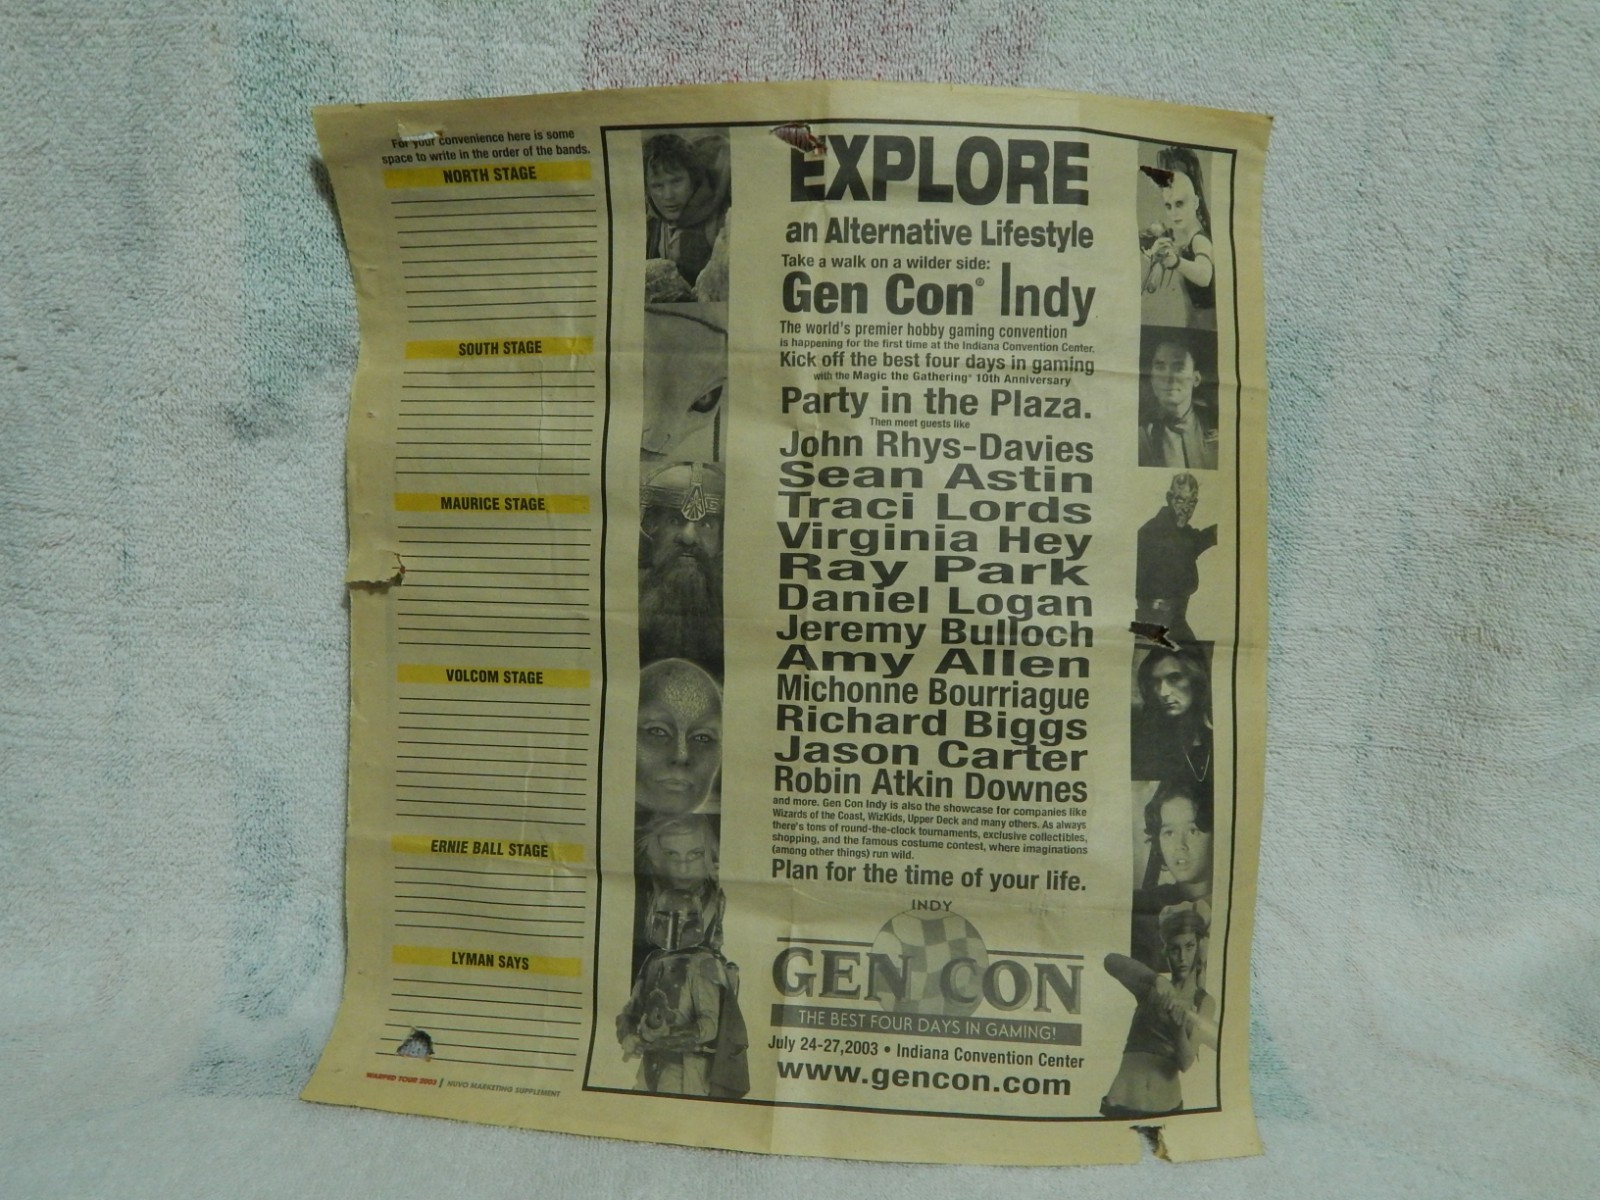 For your convenience here is some
space to write in the order of the bands.
NORTH STAGE
SOUTH STAGE
MAURICE STAGE
VOLCOM STAGE
ERNIE BALL STAGE
LYMAN SAYS
WARPED TOUR 2003 | NUVO MARKETING SUPPLEMENT
EXPLORE
an Alternative Lifestyle
Take a walk on a wilder side:
Gen Con® Indy
The world's premier hobby gaming convention
is happening for the first time at the Indiana Convention Center.
Kick off the best four days in gaming
with the Magic the Gathering® 10th Anniversary
Party in the Plaza.
Then meet guests like
John Rhys-Davies
Sean Astin
Traci Lords
Virginia Hey
Ray Park
Daniel Logan
Jeremy Bulloch
Amy Allen
Michonne Bourriague
Richard Biggs
Jason Carter
Robin Atkin Downes
and more. Gen Con Indy is also the showcase for companies like
Wizards of the Coast, WizKids, Upper Deck and many others. As always
there's tons of round-the-clock tournaments, exclusive collectibles,
shopping, and the famous costume contest, where imaginations
(among other things) run wild.
Plan for the time of your life.
INDY
GEN CON
THE BEST FOUR DAYS IN GAMING!
July 24-27,2003 • Indiana Convention Center
www.gencon.com